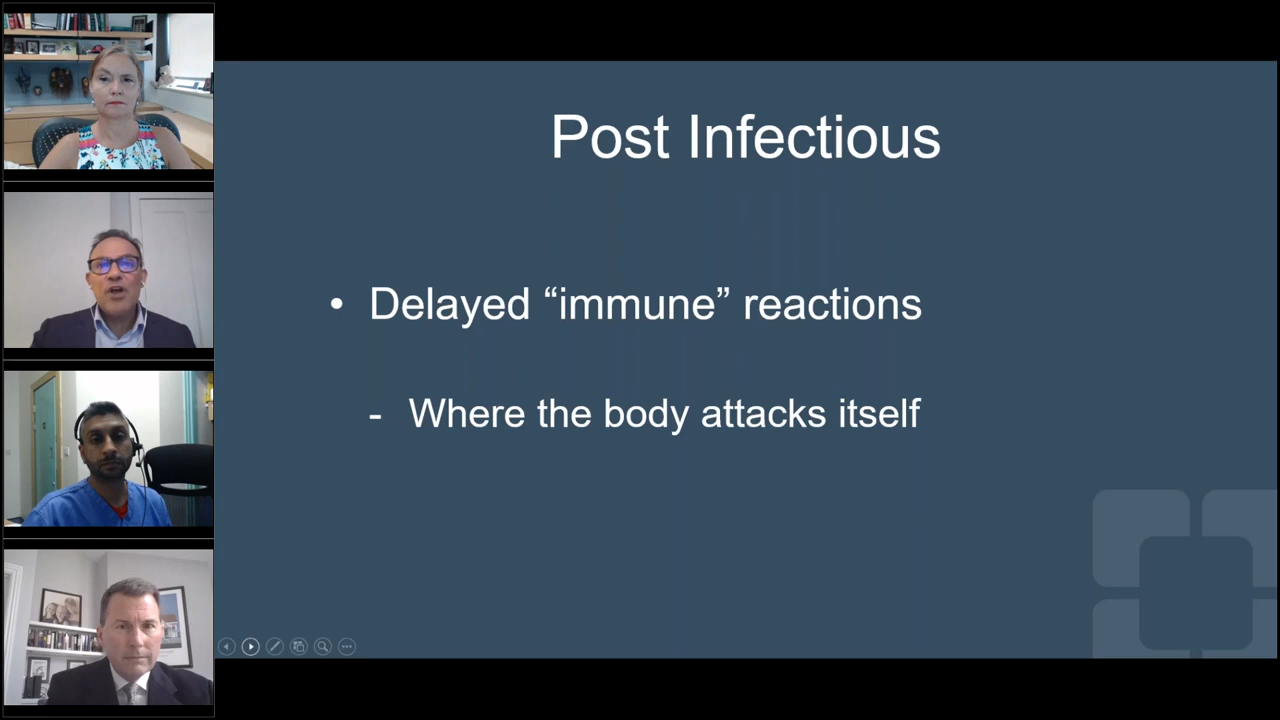 Post Infectious
• Delayed “immune” reactions
- Where the body attacks itself